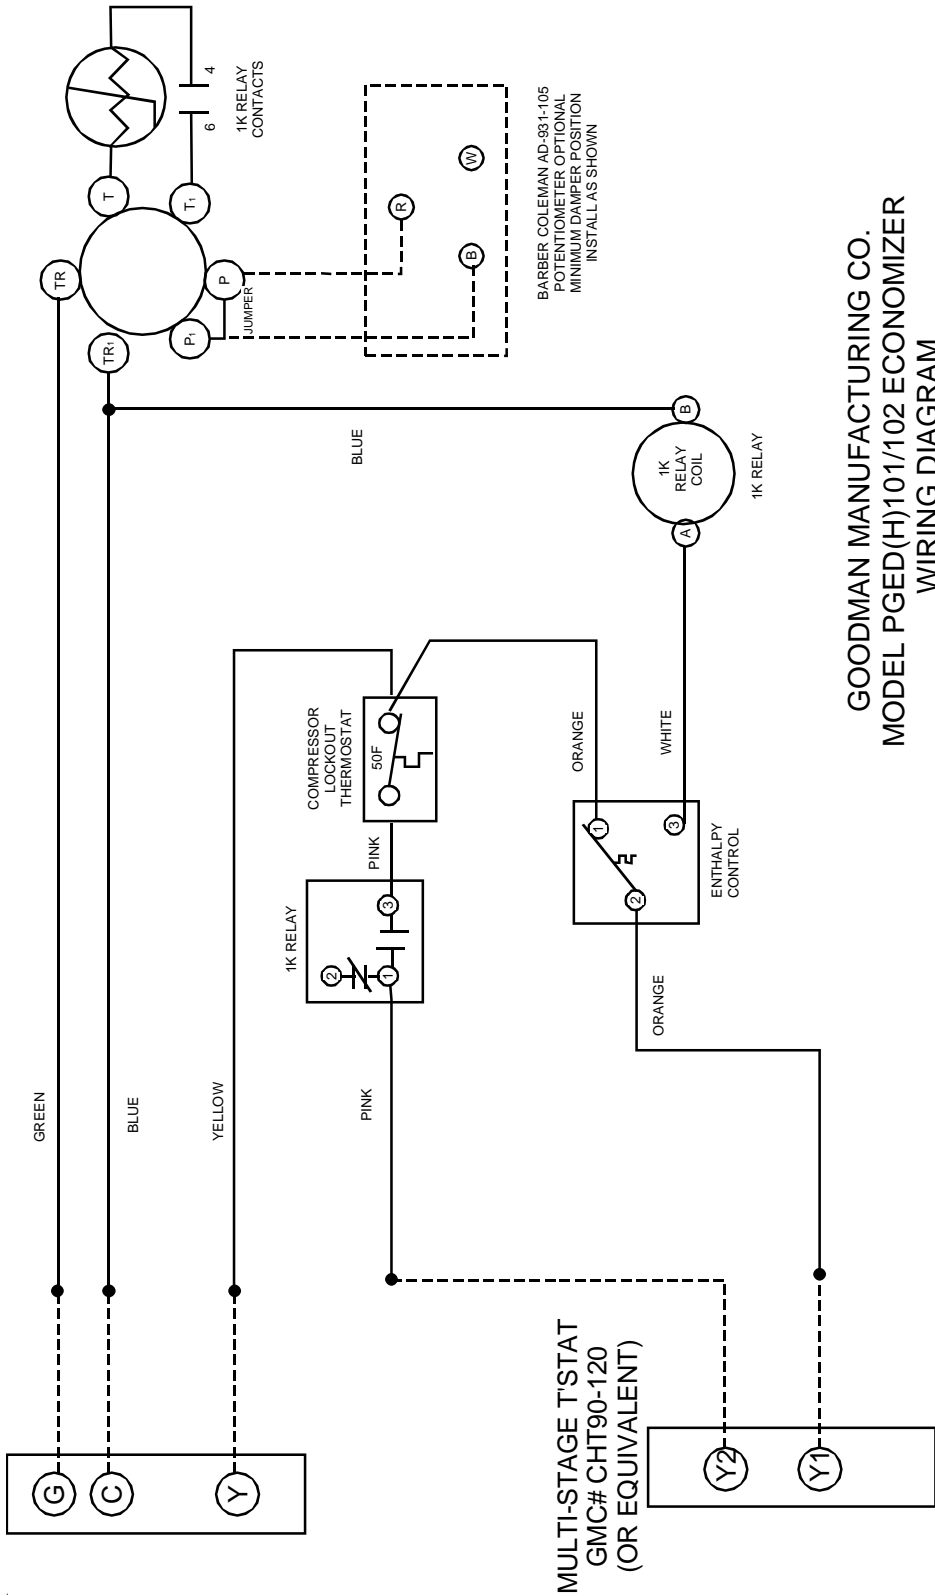 GOODMAN MANUFACTURING CO.
MODEL PGED(H)101/102 ECONOMIZER
WIRING DIAGRAM
G
C
Y
GREEN
BLUE
YELLOW
PINK
TR
TR1
T
T1
P
P1
JUMPER
4
6
1K RELAY
CONTACTS
R
B
W
BARBER COLEMAN AD-931-105
POTENTIOMETER OPTIONAL
MINIMUM DAMPER POSITION
INSTALL AS SHOWN
BLUE
1K
RELAY
COIL
A
B
1K RELAY
COMPRESSOR
LOCKOUT
THERMOSTAT
50F
PINK
1K RELAY
2
1
3
ORANGE
WHITE
1
2
3
ENTHALPY
CONTROL
ORANGE
MULTI-STAGE T'STAT
GMC# CHT90-120
(OR EQUIVALENT)
Y2
Y1